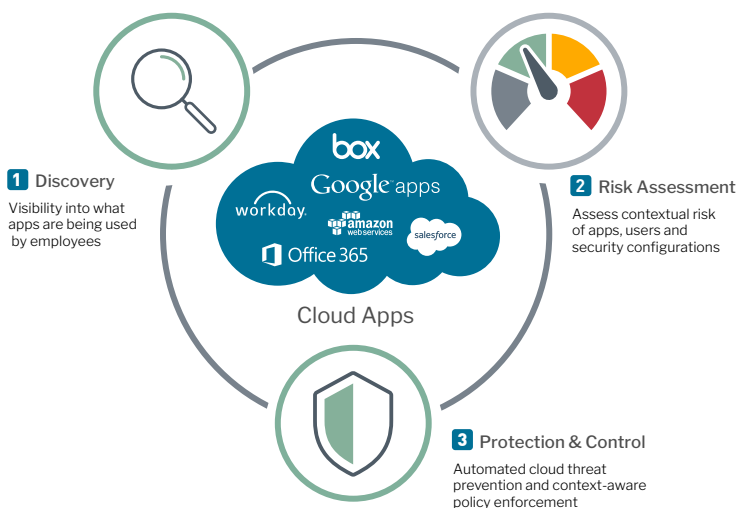 box
Google™ apps
workday.
amazon
webservices
salesforce
Office 365
Cloud Apps
1 Discovery
Visibility into what
apps are being used
by employees
2 Risk Assessment
Assess contextual risk
of apps, users and
security configurations
3 Protection & Control
Automated cloud threat
prevention and context-aware
policy enforcement